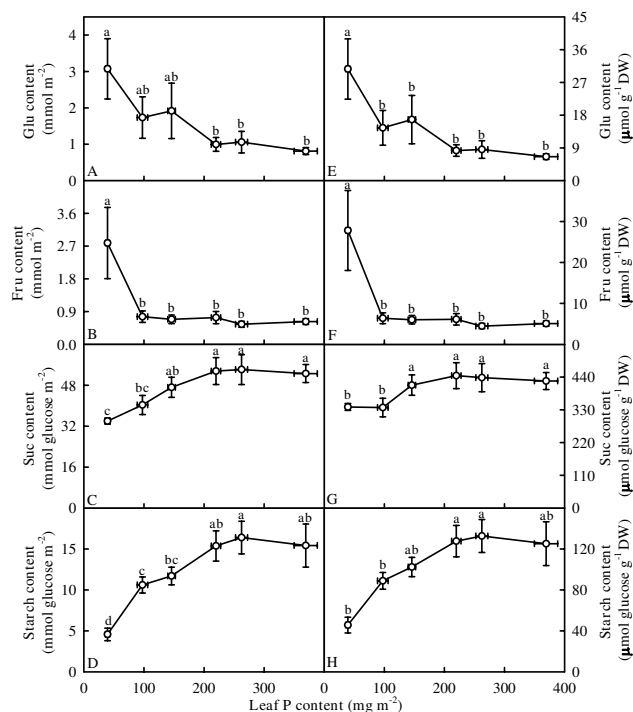 a
a
4
45
Glu content
(mmol m⁻²)
3
ab
ab
36
Glu content
(µmol g⁻¹ DW)
b
b
27
2
b
b
b
18
b
b
b
1
9
A
E
0
0
a
a
3.6
30
Fru content
(mmol m⁻²)
2.7
Fru content
(µmol g⁻¹ DW)
1.8
20
b
b
b
b
b
b
b
b
b
b
0.9
10
B
F
0.0
0
Suc content
(mmol glucose m⁻²)
a
a
a
ab
bc
c
a
a
a
a
b
b
440
Suc content
(µmol glucose g⁻¹ DW)
48
330
32
220
16
110
C
G
0
0
Starch content
(mmol glucose m⁻²)
ab
a
ab
bc
c
d
a
a
ab
ab
b
b
Starch content
(µmol glucose g⁻¹ DW)
15
120
10
80
5
40
D
H
0
0
0 100 200 300 0 100 200 300 400
Leaf P content (mg m⁻²)